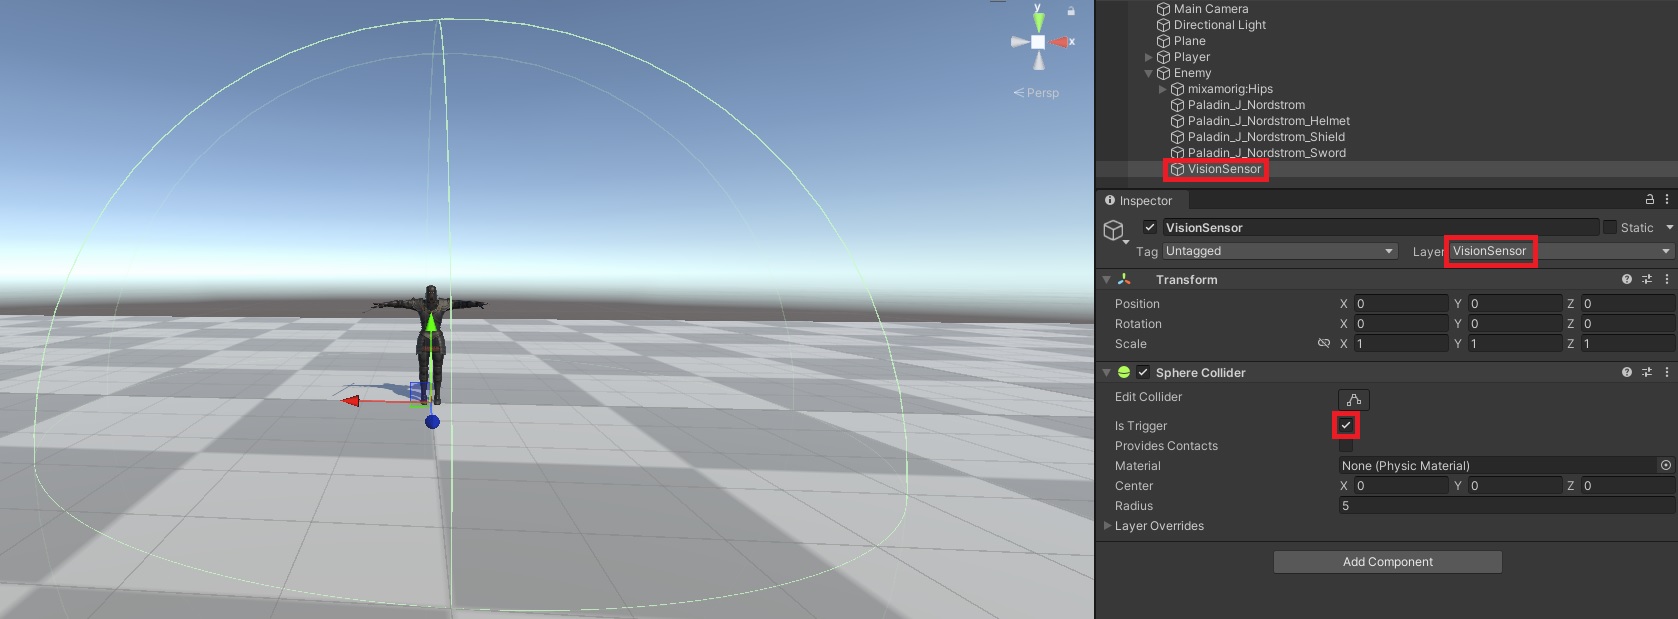 y
x
Persp
Main Camera
Directional Light
Plane
Player
Enemy
mixamorig:Hips
Paladin_J_Nordstrom
Paladin_J_Nordstrom_Helmet
Paladin_J_Nordstrom_Shield
Paladin_J_Nordstrom_Sword
VisionSensor
Inspector
VisionSensor Static
Tag Untagged Layer VisionSensor
Transform
Position X 0 Y 0 Z 0
Rotation X 0 Y 0 Z 0
Scale X 1 Y 1 Z 1
Sphere Collider
Edit Collider
Is Trigger
Provides Contacts
Material None (Physic Material)
Center X 0 Y 0 Z 0
Radius 5
Layer Overrides
Add Component